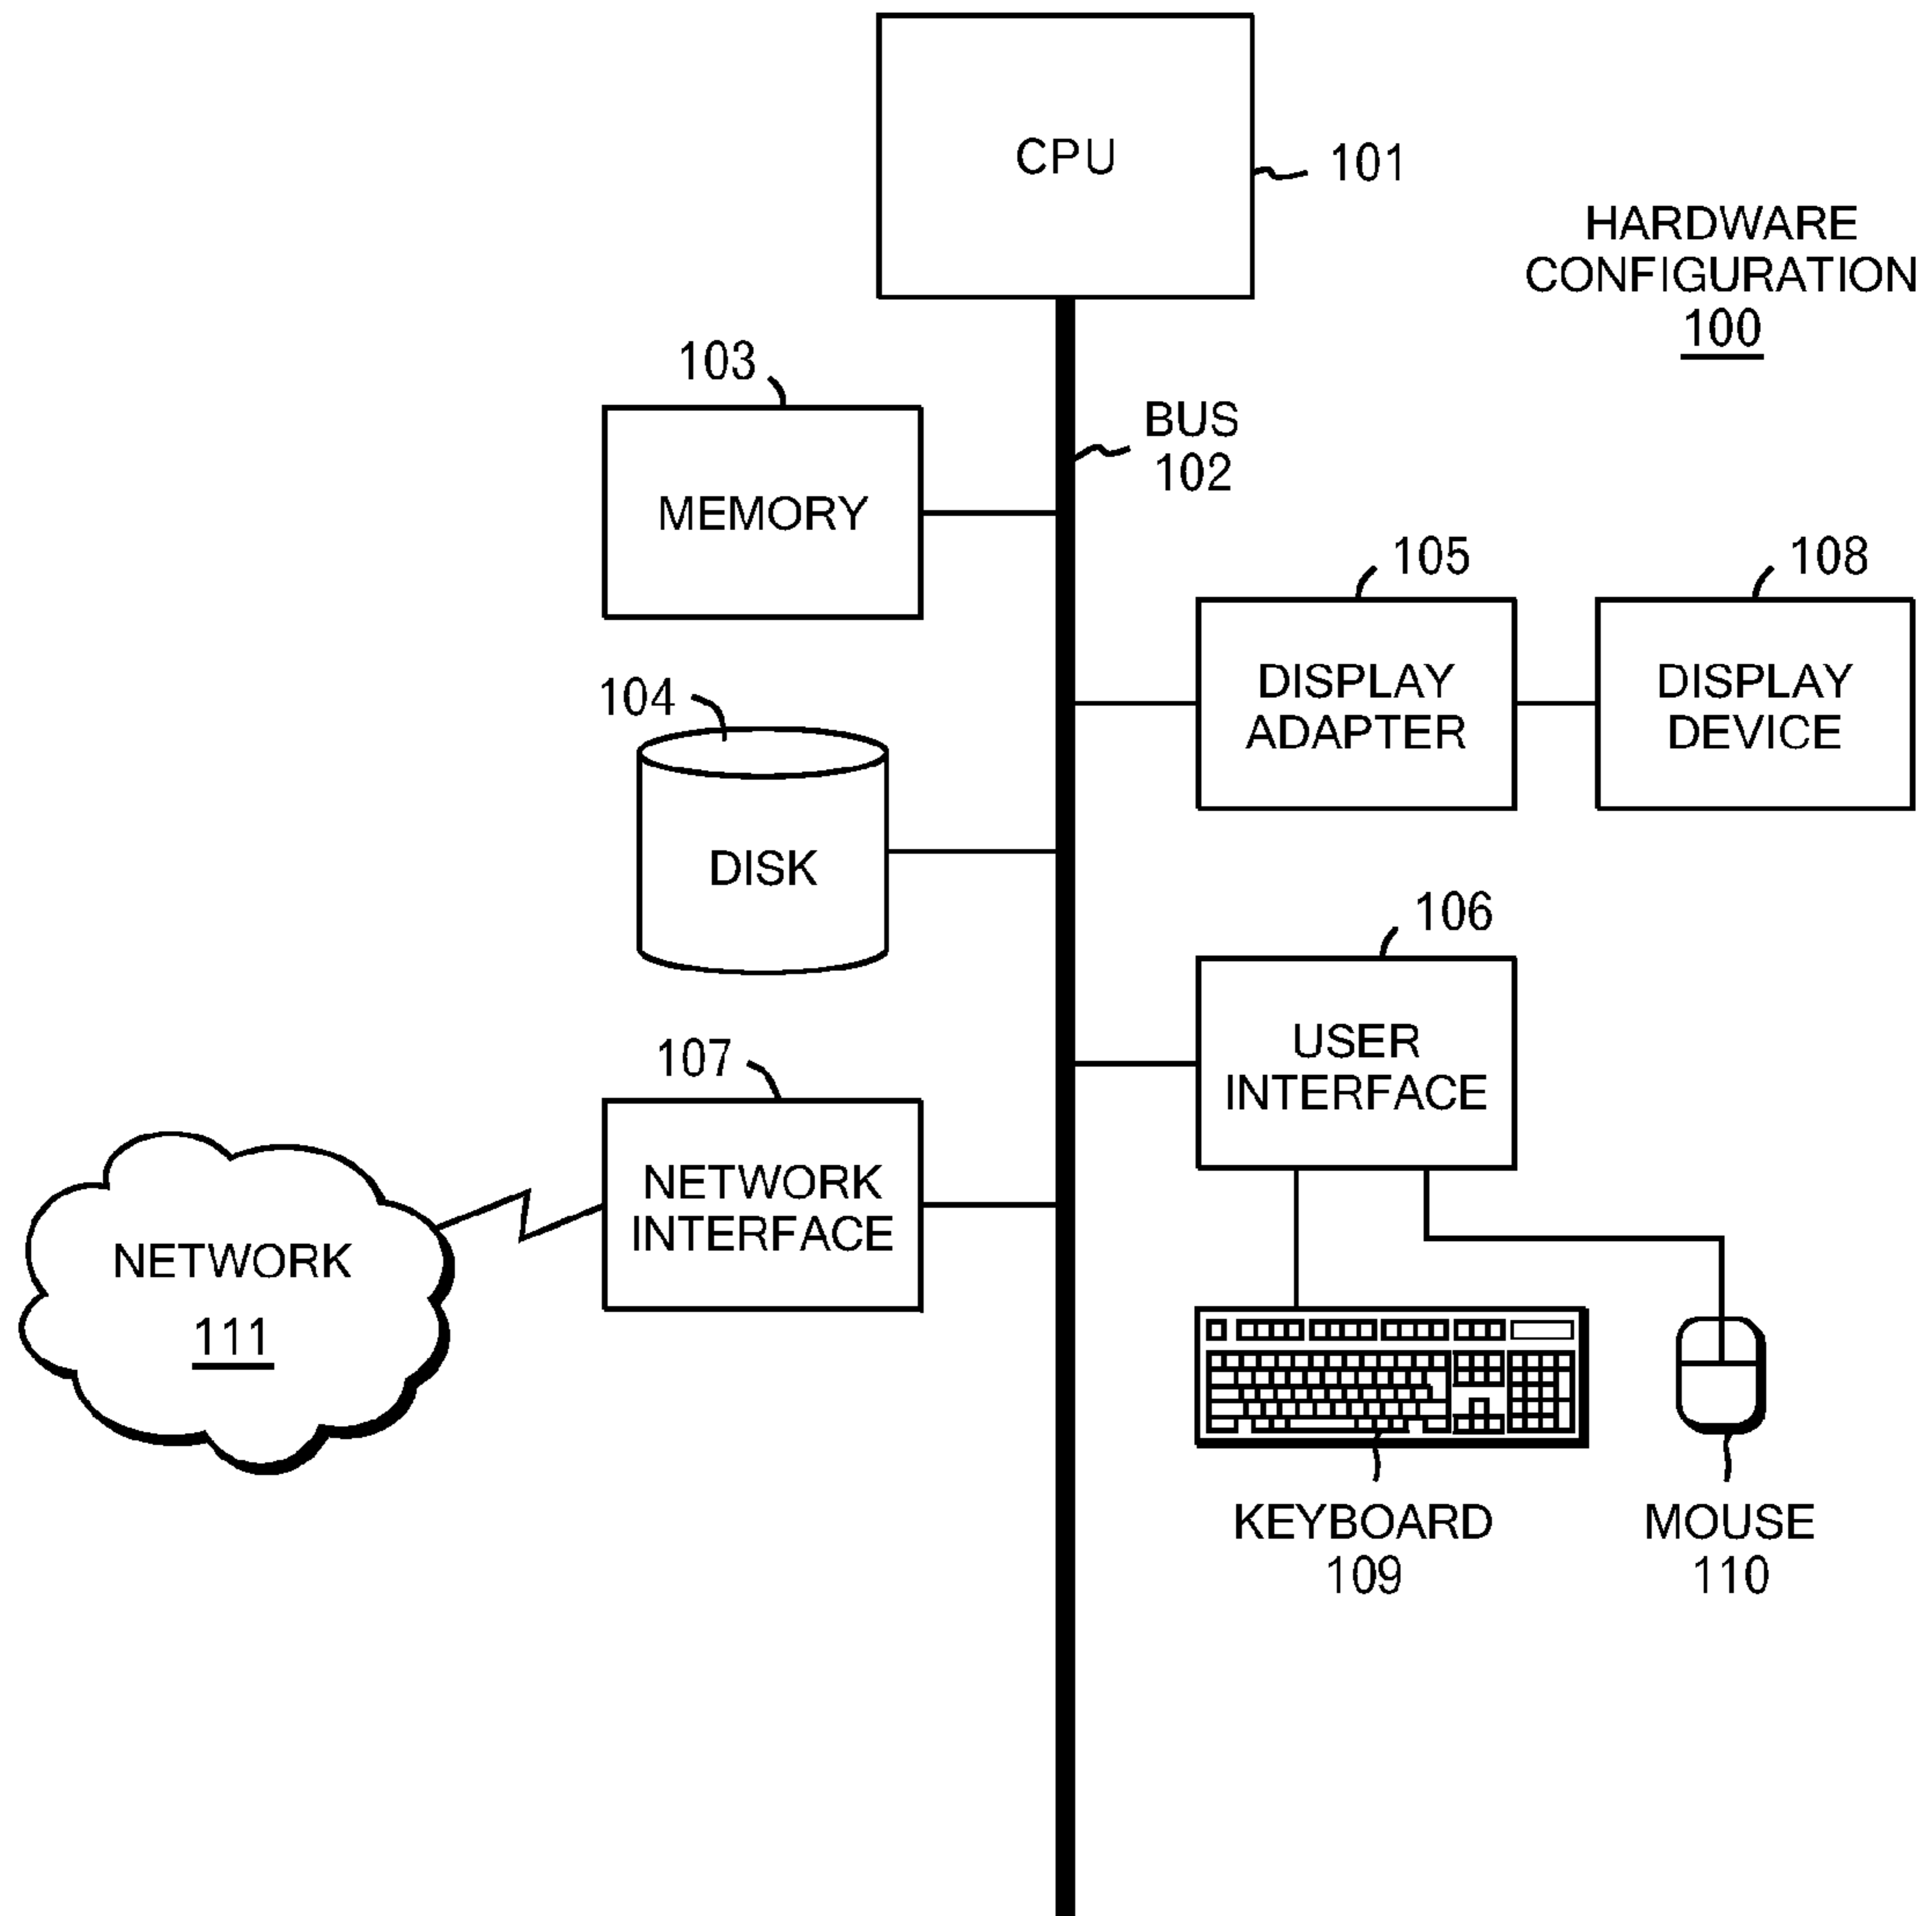 CPU
101
HARDWARE
CONFIGURATION
100
103
MEMORY
BUS
102
105
DISPLAY
ADAPTER
108
DISPLAY
DEVICE
104
DISK
106
USER
INTERFACE
107
NETWORK
INTERFACE
NETWORK
111
KEYBOARD
109
MOUSE
110